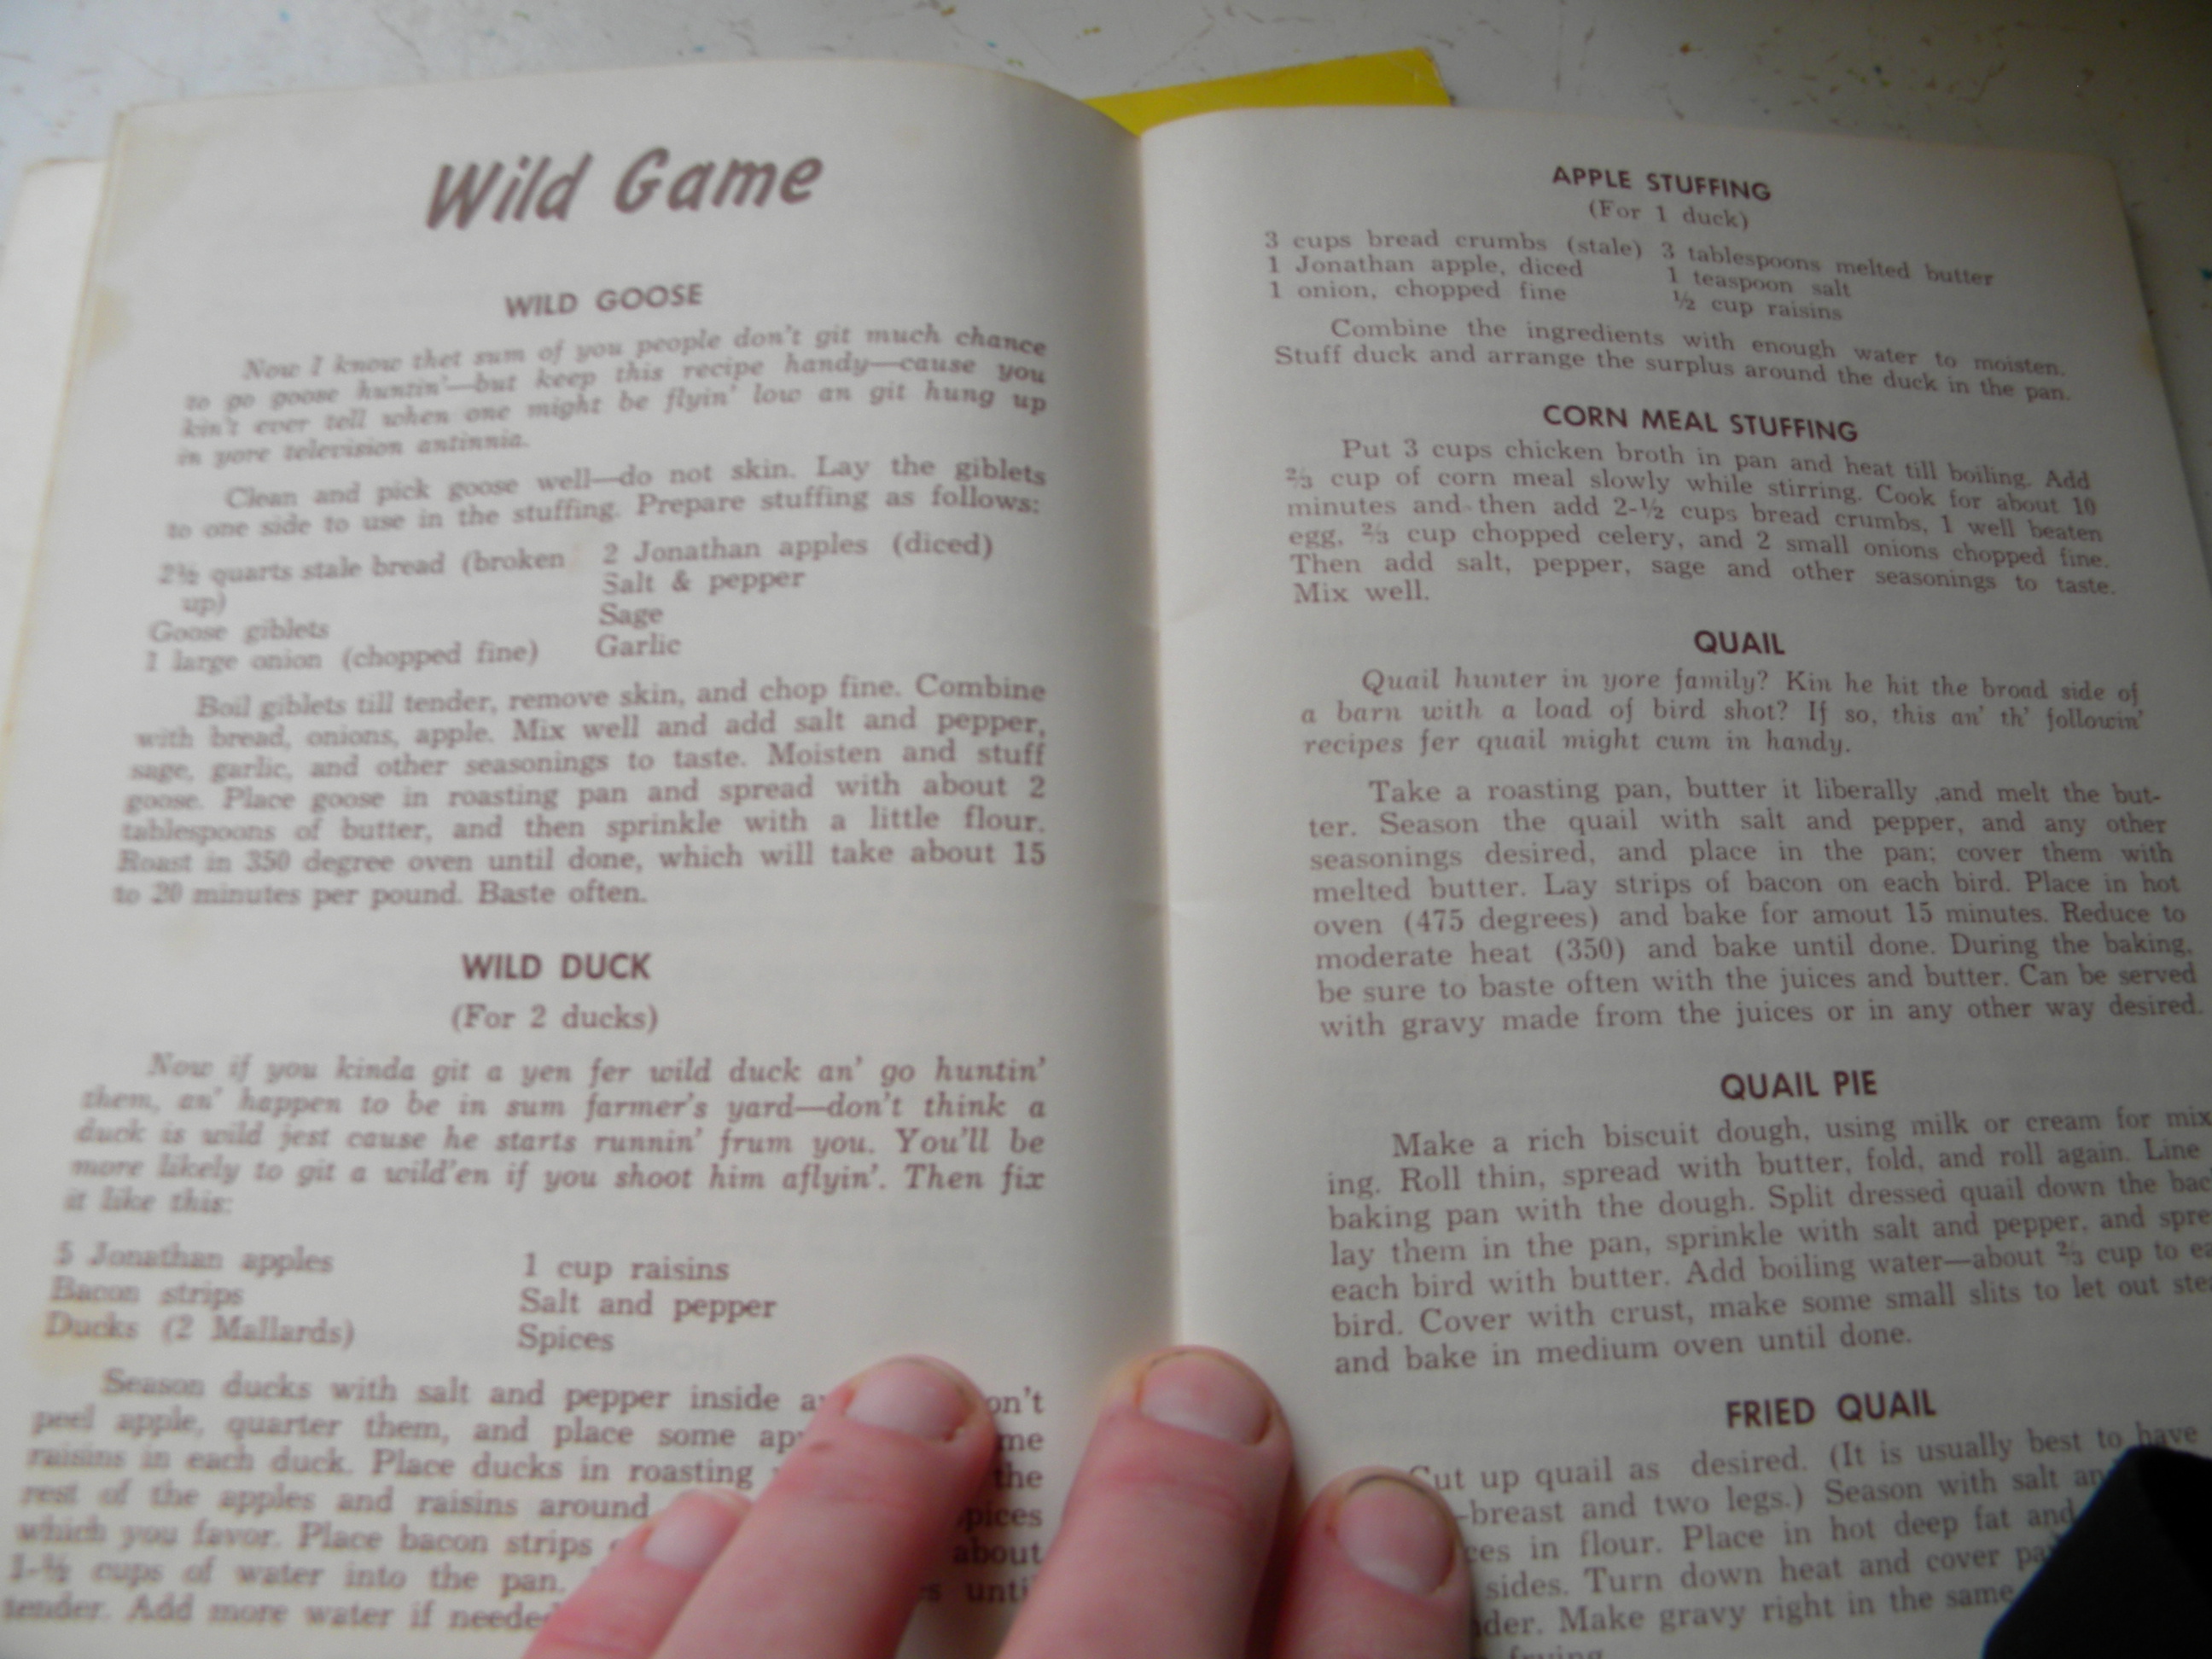 Wild Game
WILD GOOSE
Now I know thet sum of you people don't git much chance
to go goose huntin'—but keep this recipe handy—cause you
kin't ever tell when one might be flyin' low an git hung up
in yore television antinnia.
Clean and pick goose well—do not skin. Lay the giblets
to one side to use in the stuffing. Prepare stuffing as follows:
2½ quarts stale bread (broken
up)
Goose giblets
1 large onion (chopped fine)
2 Jonathan apples (diced)
Salt & pepper
Sage
Garlic
Boil giblets till tender, remove skin, and chop fine. Combine
with bread, onions, apple. Mix well and add salt and pepper,
sage, garlic, and other seasonings to taste. Moisten and stuff
goose. Place goose in roasting pan and spread with about 2
tablespoons of butter, and then sprinkle with a little flour.
Roast in 350 degree oven until done, which will take about 15
to 20 minutes per pound. Baste often.
WILD DUCK
(For 2 ducks)
Now if you kinda git a yen fer wild duck an' go huntin'
them, an' happen to be in sum farmer's yard—don't think a
duck is wild jest cause he starts runnin' frum you. You'll be
more likely to git a wild'en if you shoot him aflyin'. Then fix
it like this:
5 Jonathan apples
Bacon strips
Ducks (2 Mallards)
1 cup raisins
Salt and pepper
Spices
Season ducks with salt and pepper inside
peel apple, quarter them, and place some
raisins in each duck. Place ducks in roasting the
rest of the apples and raisins around
which you favor. Place bacon strips about
cups of water into the pan.
tender. Add more water if needed
APPLE STUFFING
(For 1 duck)
3 cups bread crumbs (stale)
1 Jonathan apple, diced
1 onion, chopped fine
3 tablespoons melted butter
1 teaspoon salt
½ cup raisins
Combine the ingredients with enough water to moisten.
Stuff duck and arrange the surplus around the duck in the pan.
CORN MEAL STUFFING
Put 3 cups chicken broth in pan and heat till boiling. Add
⅔ cup of corn meal slowly while stirring. Cook for about 10
minutes and then add 2-½ cups bread crumbs, 1 well beaten
egg, ⅔ cup chopped celery, and 2 small onions chopped fine.
Then add salt, pepper, sage and other seasonings to taste.
Mix well.
QUAIL
Quail hunter in yore family? Kin he hit the broad side of
a barn with a load of bird shot? If so, this an' th' followin'
recipes fer quail might cum in handy.
Take a roasting pan, butter it liberally ,and melt the but-
ter. Season the quail with salt and pepper, and any other
seasonings desired, and place in the pan; cover them with
melted butter. Lay strips of bacon on each bird. Place in hot
oven (475 degrees) and bake for amout 15 minutes. Reduce to
moderate heat (350) and bake until done. During the baking,
be sure to baste often with the juices and butter. Can be served
with gravy made from the juices or in any other way desired.
QUAIL PIE
Make a rich biscuit dough, using milk or cream for mix
ing. Roll thin, spread with butter, fold, and roll again. Line
baking pan with the dough. Split dressed quail down the
lay them in the pan, sprinkle with salt and pepper, and
each bird with butter. Add boiling water—about ⅔ cup to
bird. Cover with crust, make some small slits to let out
and bake in medium oven until done.
FRIED QUAIL
Cut up quail as desired. (It is usually best to have
-breast and two legs.) Season with salt
in flour. Place in hot deep fat and
sides. Turn down heat and cover
Make gravy right in the same